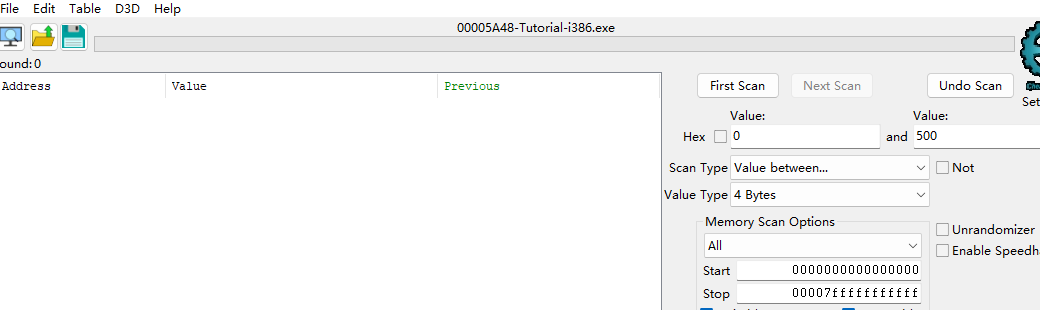 File Edit Table D3D Help
00005A48-Tutorial-i386.exe
ound: 0
Address Value Previous
First Scan Next Scan Undo Scan
Set
Value: Value:
Hex 0 and 500
Scan Type Value between... Not
Value Type 4 Bytes
Memory Scan Options
All
Unrandomizer
Enable Speedh
Start 0000000000000000
Stop 00007fffffffffff